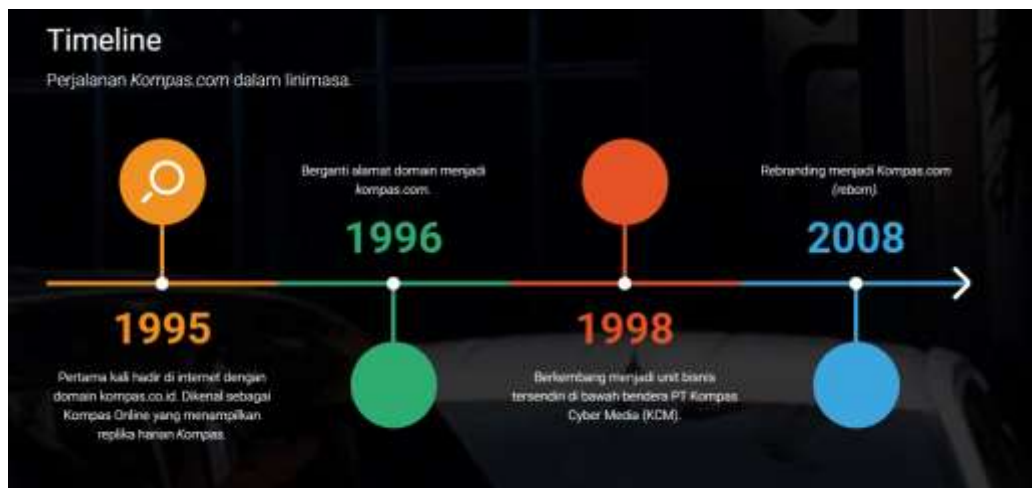 Timeline
Perjalanan Kompas.com dalam linimasa.
1995
Pertama kali hadir di internet dengan
domain kompas.co.id. Dikenal sebagai
Kompas Online yang menampilkan
replika harian Kompas.
Berganti alamat domain menjadi
kompas.com.
1996
1998
Berkembang menjadi unit bisnis
tersendiri di bawah bendera PT Kompas
Cyber Media (KCM).
Rebranding menjadi Kompas.com
(reborn).
2008